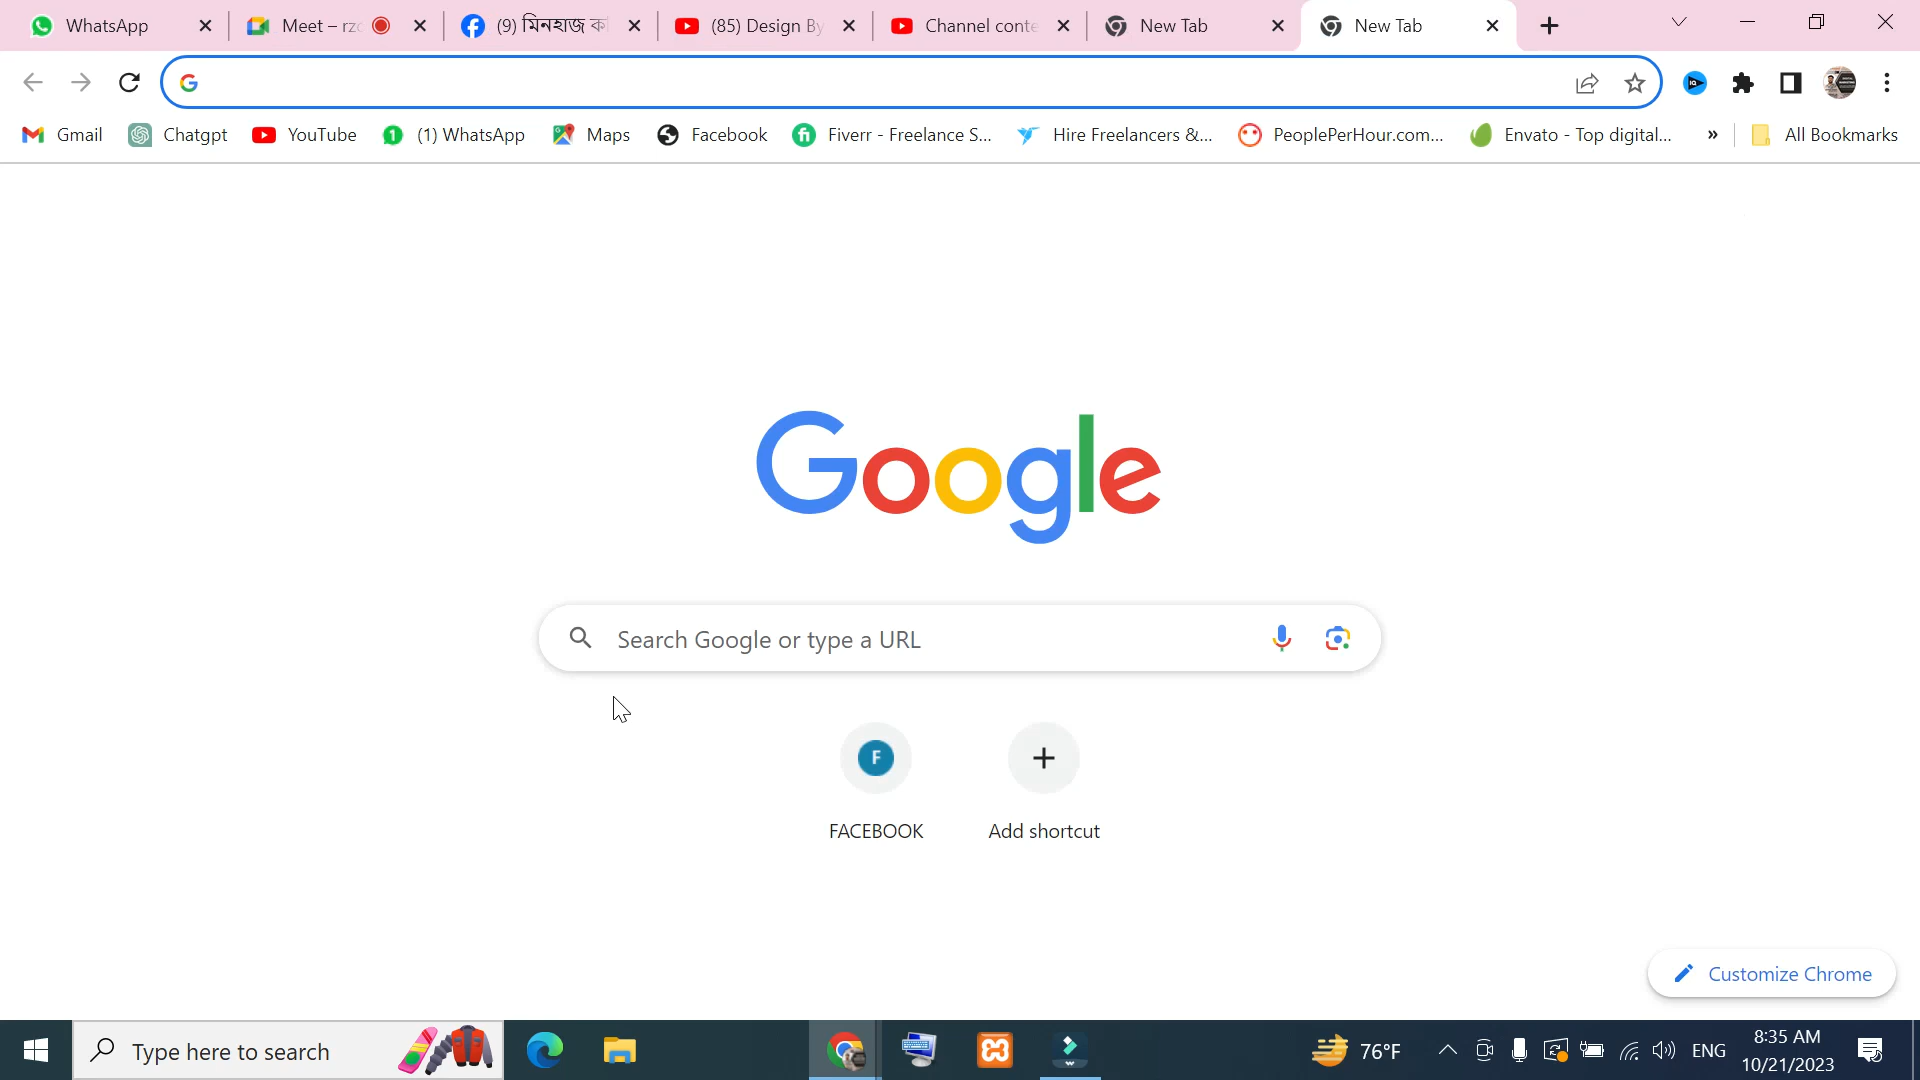 WhatsApp
Meet – rzc
(9) মিনহাজ ক
(85) Design By
Channel conte
New Tab
New Tab
Gmail
Chatgpt
YouTube
(1) WhatsApp
Maps
Facebook
Fiverr - Freelance S...
Hire Freelancers &...
PeoplePerHour.com...
Envato - Top digital...
»
All Bookmarks
Google
Search Google or type a URL
F
FACEBOOK
Add shortcut
Customize Chrome
Type here to search
76°F
ENG
8:35 AM
10/21/2023